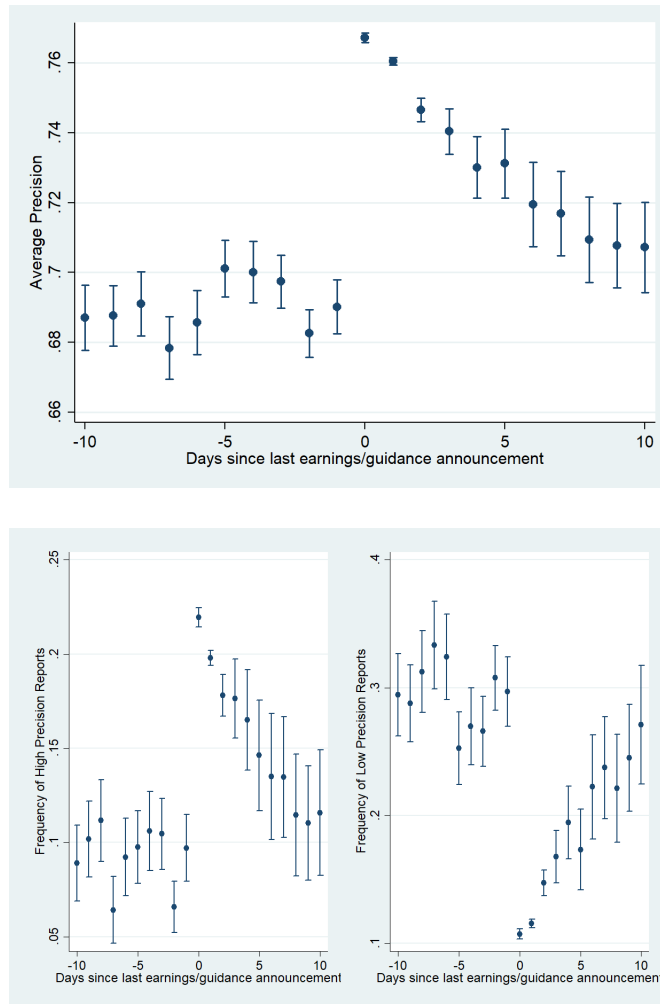 Average Precision
.76
.74
.72
.7
.68
.66
-10 -5 0 5 10
Days since last earnings/guidance announcement
Frequency of High Precision Reports
.25
.2
.15
.1
.05
-10 -5 0 5 10
Days since last earnings/guidance announcement
Frequency of Low Precision Reports
.4
.3
.2
.1
-10 -5 0 5 10
Days since last earnings/guidance announcement